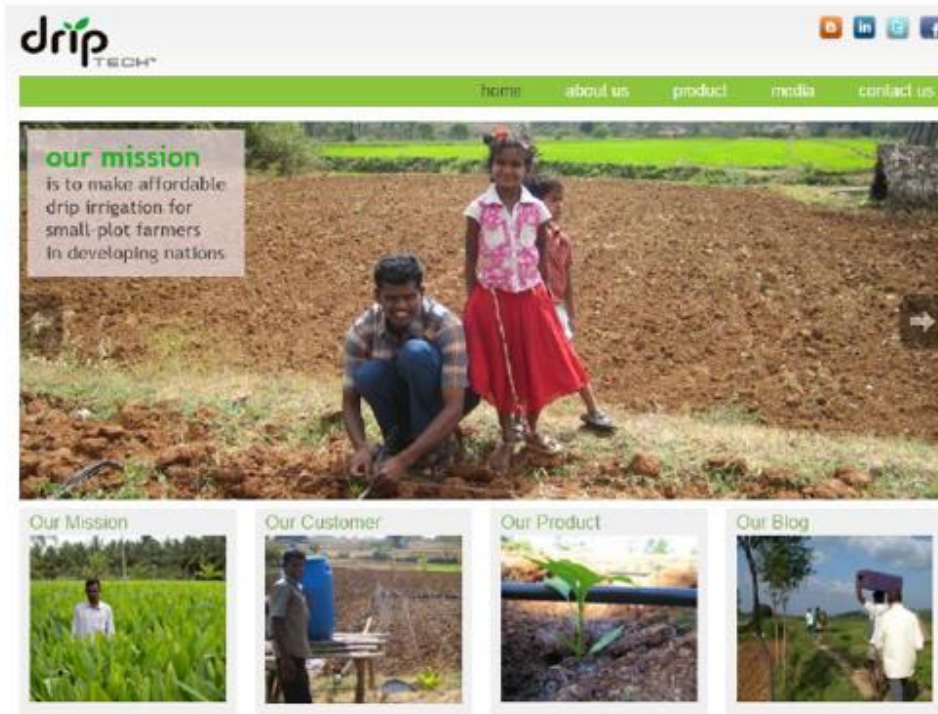 drip
TECH™
home about us product media contact us
our mission
is to make affordable
drip irrigation for
small-plot farmers
in developing nations
Our Mission Our Customer Our Product Our Blog